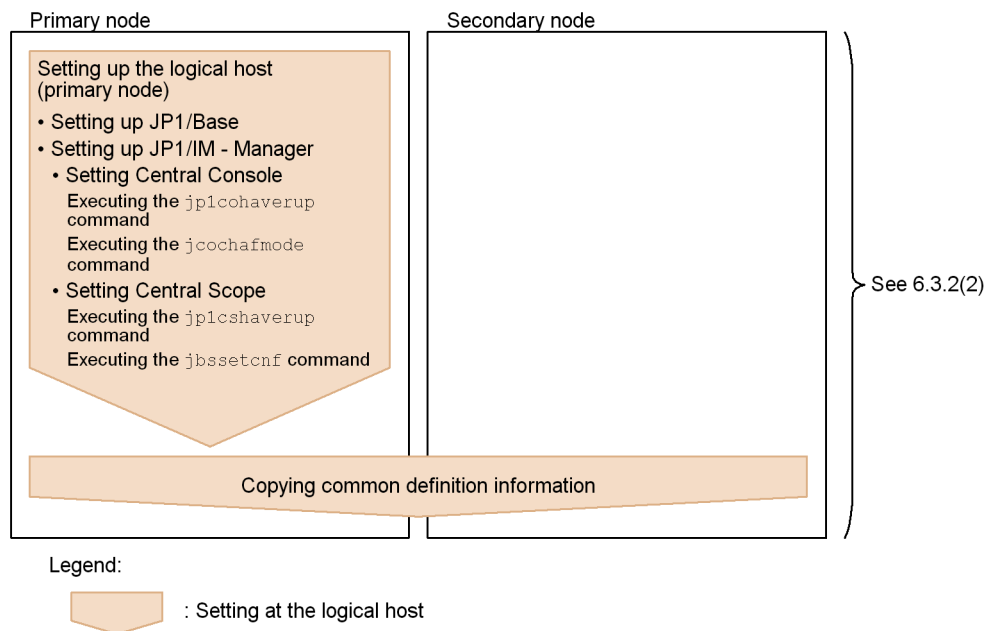 Primary node
Secondary node
Setting up the logical host
(primary node)
• Setting up JP1/Base
• Setting up JP1/IM - Manager
• Setting Central Console
Executing the jp1cohaverup
command
Executing the jcochafmode
command
• Setting Central Scope
Executing the jp1cshaverup
command
Executing the jbssetcnf command
See 6.3.2(2)
Copying common definition information
Legend:
: Setting at the logical host